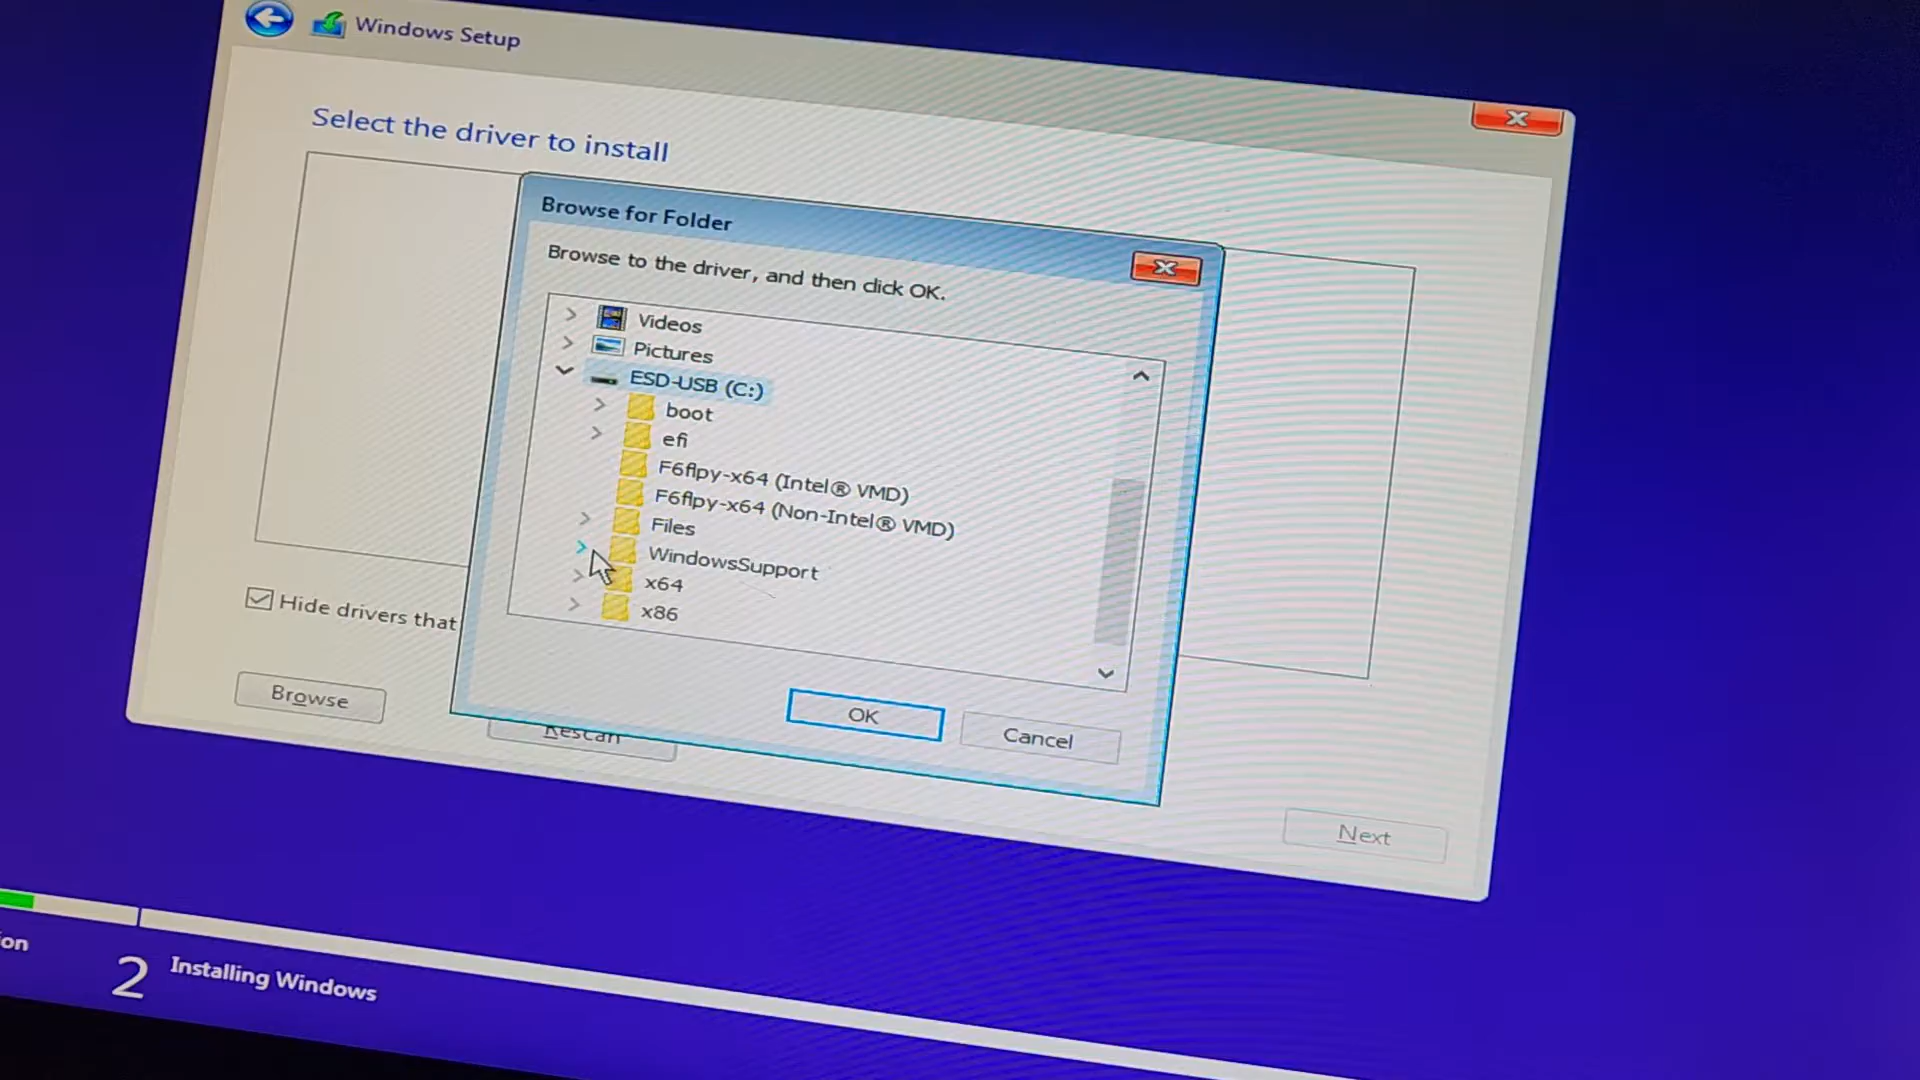 Windows Setup
Select the driver to install
Browse for Folder
Browse to the driver, and then click OK.
Videos
Pictures
ESD-USB (C:)
boot
efi
F6flpy-x64 (Intel® VMD)
F6flpy-x64 (Non-Intel® VMD)
Files
WindowsSupport
x64
x86
Hide drivers that
OK
Cancel
Browse
Rescan
Next
ion
2 Installing Windows